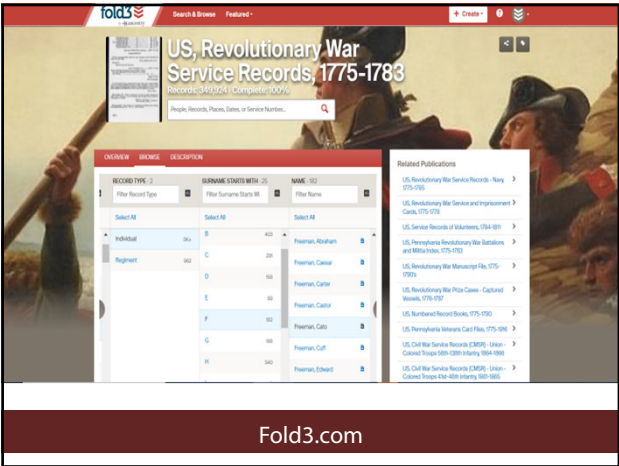 fold3
by ancestry
Search & Browse Featured
+ Create
US, Revolutionary War
Service Records, 1775-1783
Records: 349,924 · Complete: 100%
People, Records, Places, Dates, or Service Number...
OVERVIEW BROWSE DESCRIPTION
RECORD TYPE · 2
Filter Record Type
Select All
Individual
Regiment
SURNAME STARTS WITH · 25
Filter Surname Starts Wi
Select All
B
C
D
E
F
G
H
NAME · 182
Filter Name
Select All
Freeman, Abraham
Freeman, Caesar
Freeman, Carter
Freeman, Castor
Freeman, Cato
Freeman, Cuff
Freeman, Edward
Related Publications
US, Revolutionary War Service Records - Navy,
1775-1785
US, Revolutionary War Service and Imprisonment
Cards, 1775-1778
US, Service Records of Volunteers, 1784-1811
US, Pennsylvania Revolutionary War Battalions
and Militia Index, 1775-1783
US, Revolutionary War Manuscript File, 1775-
1790's
US, Revolutionary War Prize Cases - Captured
Vessels, 1776-1787
US, Numbered Record Books, 1775-1790
US, Pennsylvania Veterans Card Files, 1775-1916
US, Civil War Service Records (CMSR) - Union -
Colored Troops 56th-138th Infantry, 1864-1866
US, Civil War Service Records (CMSR) - Union -
Colored Troops 41st-46th Infantry, 1861-1865
Fold3.com